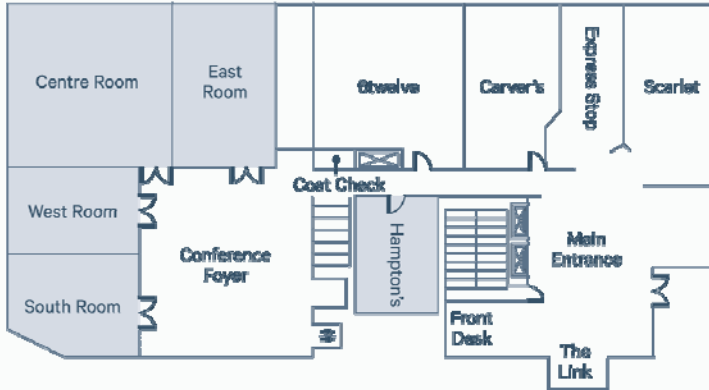 Centre Room
East
Room
6twelve
Carver's
Express Stop
Scarlet
Coat Check
West Room
Conference
Foyer
Hampton's
Main
Entrance
South Room
Front
Desk
The
Link